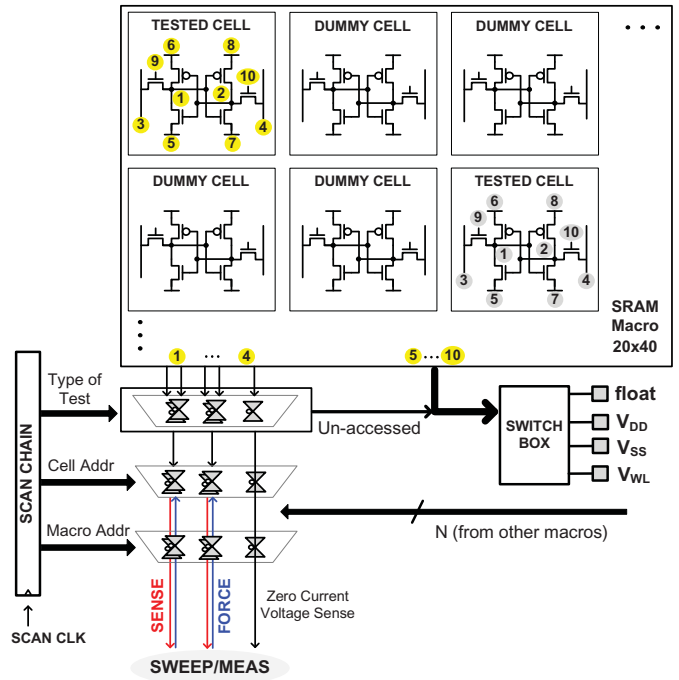 TESTED CELL
DUMMY CELL
DUMMY CELL
. . .
6
8
9
10
1
2
3
4
5
7
DUMMY CELL
DUMMY CELL
TESTED CELL
6
8
9
10
1
2
3
4
5
7
SRAM
Macro
20x40
1
...
4
5 ... 10
SCAN CHAIN
Type of
Test
Un-accessed
SWITCH
BOX
float
VDD
VSS
VWL
Cell Addr
N (from other macros)
Macro Addr
SENSE
FORCE
Zero Current
Voltage Sense
SCAN CLK
SWEEP/MEAS